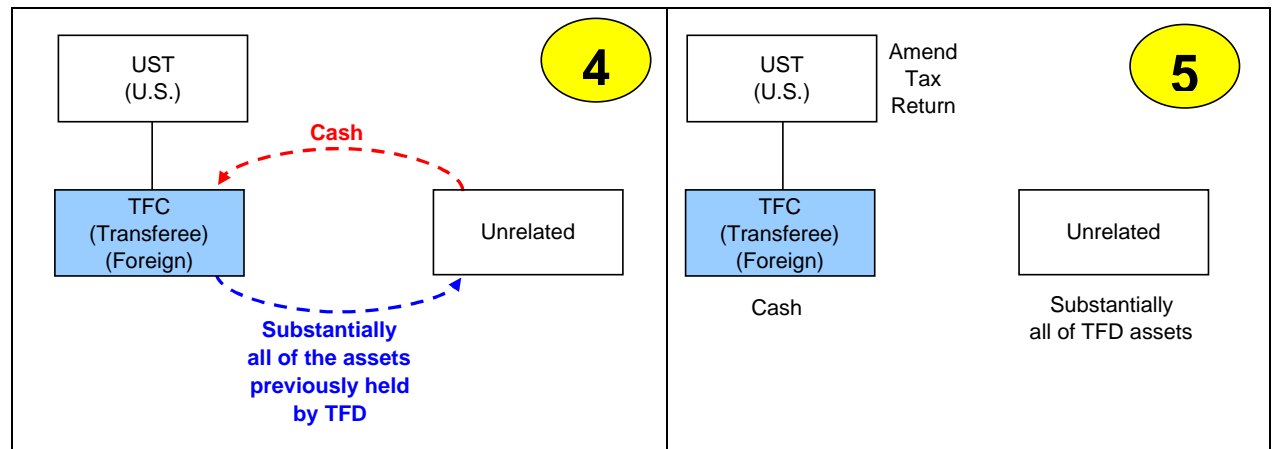 4
UST
(U.S.)
Cash
TFC
(Transferee)
(Foreign)
Unrelated
Substantially
all of the assets
previously held
by TFD
5
UST
(U.S.)
Amend
Tax
Return
TFC
(Transferee)
(Foreign)
Unrelated
Cash
Substantially
all of TFD assets